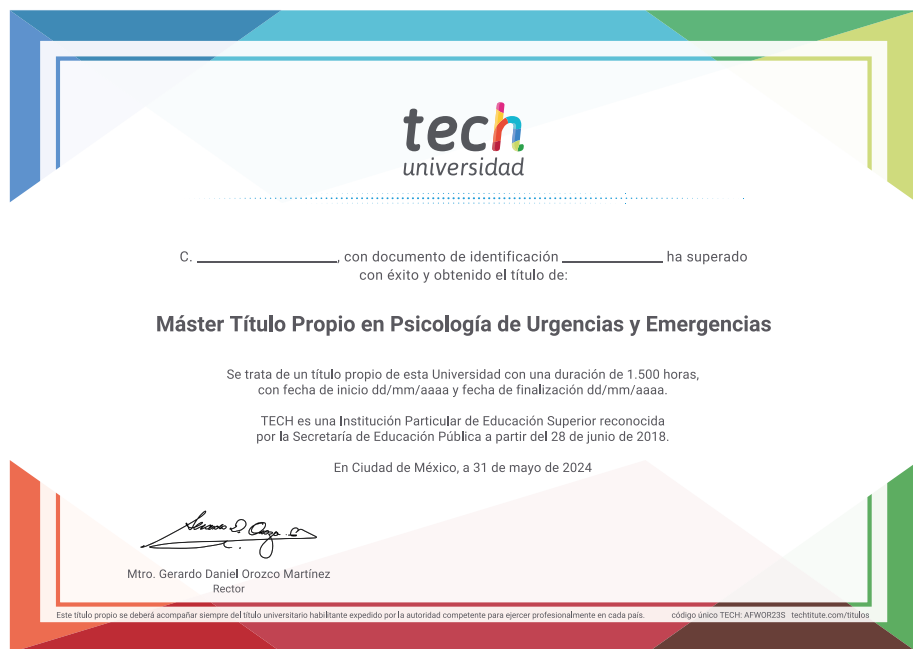 tech
universidad
C. ____________________, con documento de identificación ______________ ha superado
con éxito y obtenido el título de:
Máster Título Propio en Psicología de Urgencias y Emergencias
Se trata de un título propio de esta Universidad con una duración de 1.500 horas,
con fecha de inicio dd/mm/aaaa y fecha de finalización dd/mm/aaaa.
TECH es una Institución Particular de Educación Superior reconocida
por la Secretaría de Educación Pública a partir del 28 de junio de 2018.
En Ciudad de México, a 31 de mayo de 2024
Mtro. Gerardo Daniel Orozco Martínez
Rector
Este título propio se deberá acompañar siempre del título universitario habilitante expedido por la autoridad competente para ejercer profesionalmente en cada país. código único TECH: AFWOR23S techtitute.com/titulos